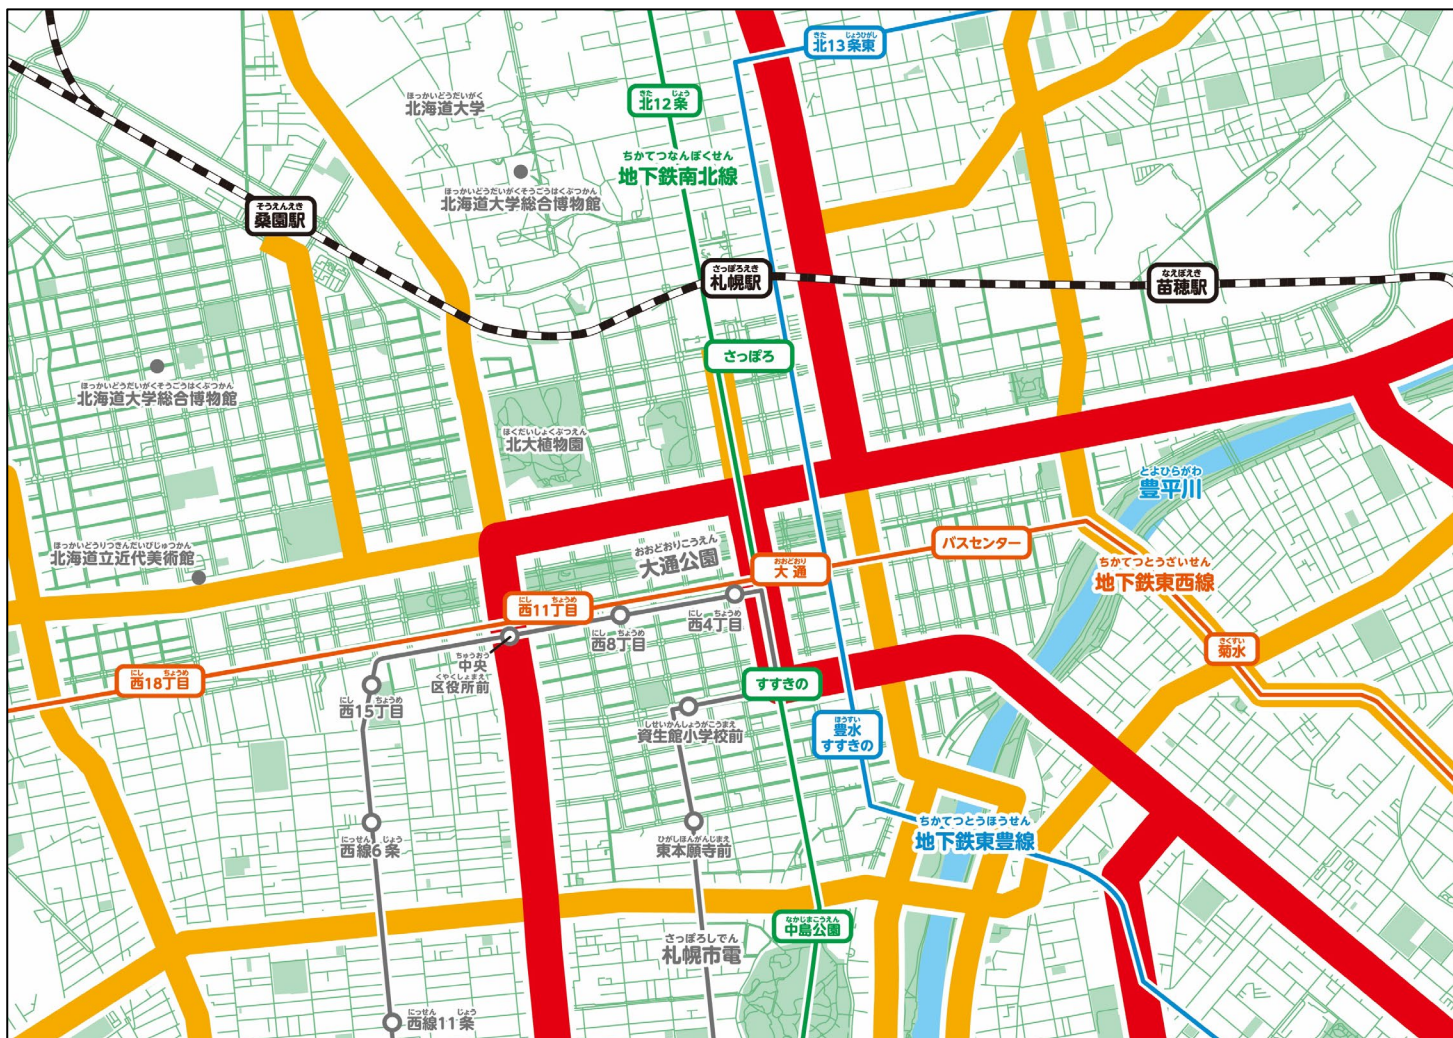 きた じょうひがし
北13条東
きた じょう
北12条
ほっかいどうだいがく
北海道大学
ちかてつなんぼくせん
地下鉄南北線
ほっかいどうだいがくそうごうはくぶつかん
北海道大学総合博物館
そうえんえき
桑園駅
さっぽろえき
札幌駅
なえぼえき
苗穂駅
さっぽろ
ほっかいどうだいがくそうごうはくぶつかん
北海道大学総合博物館
ほくだいしょくぶつえん
北大植物園
とよひらがわ
豊平川
バスセンター
ほっかいどうりつきんだいびじゅつかん
北海道立近代美術館
おおどおりこうえん
大通公園
おおどおり
大通
ちかてつとうざいせん
地下鉄東西線
にし ちょうめ
西11丁目
にし ちょうめ
西8丁目
にし ちょうめ
西4丁目
きくすい
菊水
ちゅうおう
中央
くやくしょまえ
区役所前
にし ちょうめ
西18丁目
にし ちょうめ
西15丁目
すすきの
しせいかんしょうがこうまえ
資生館小学校前
ほうすい
豊水
すすきの
にっせん じょう
西線6条
ひがしほんがんじまえ
東本願寺前
ちかてつとうほうせん
地下鉄東豊線
なかじまこうえん
中島公園
さっぽろしでん
札幌市電
にっせん じょう
西線11条